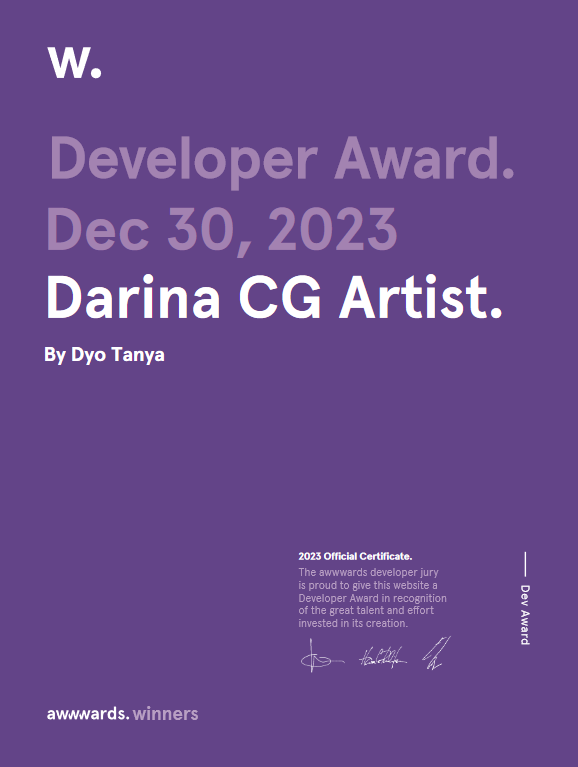 w.
Developer Award.
Dec 30, 2023
Darina CG Artist.
By Dyo Tanya
2023 Official Certificate.
The awwwards developer jury
is proud to give this website a
Developer Award in recognition
of the great talent and effort
invested in its creation.
Dev Award
awwwards. winners